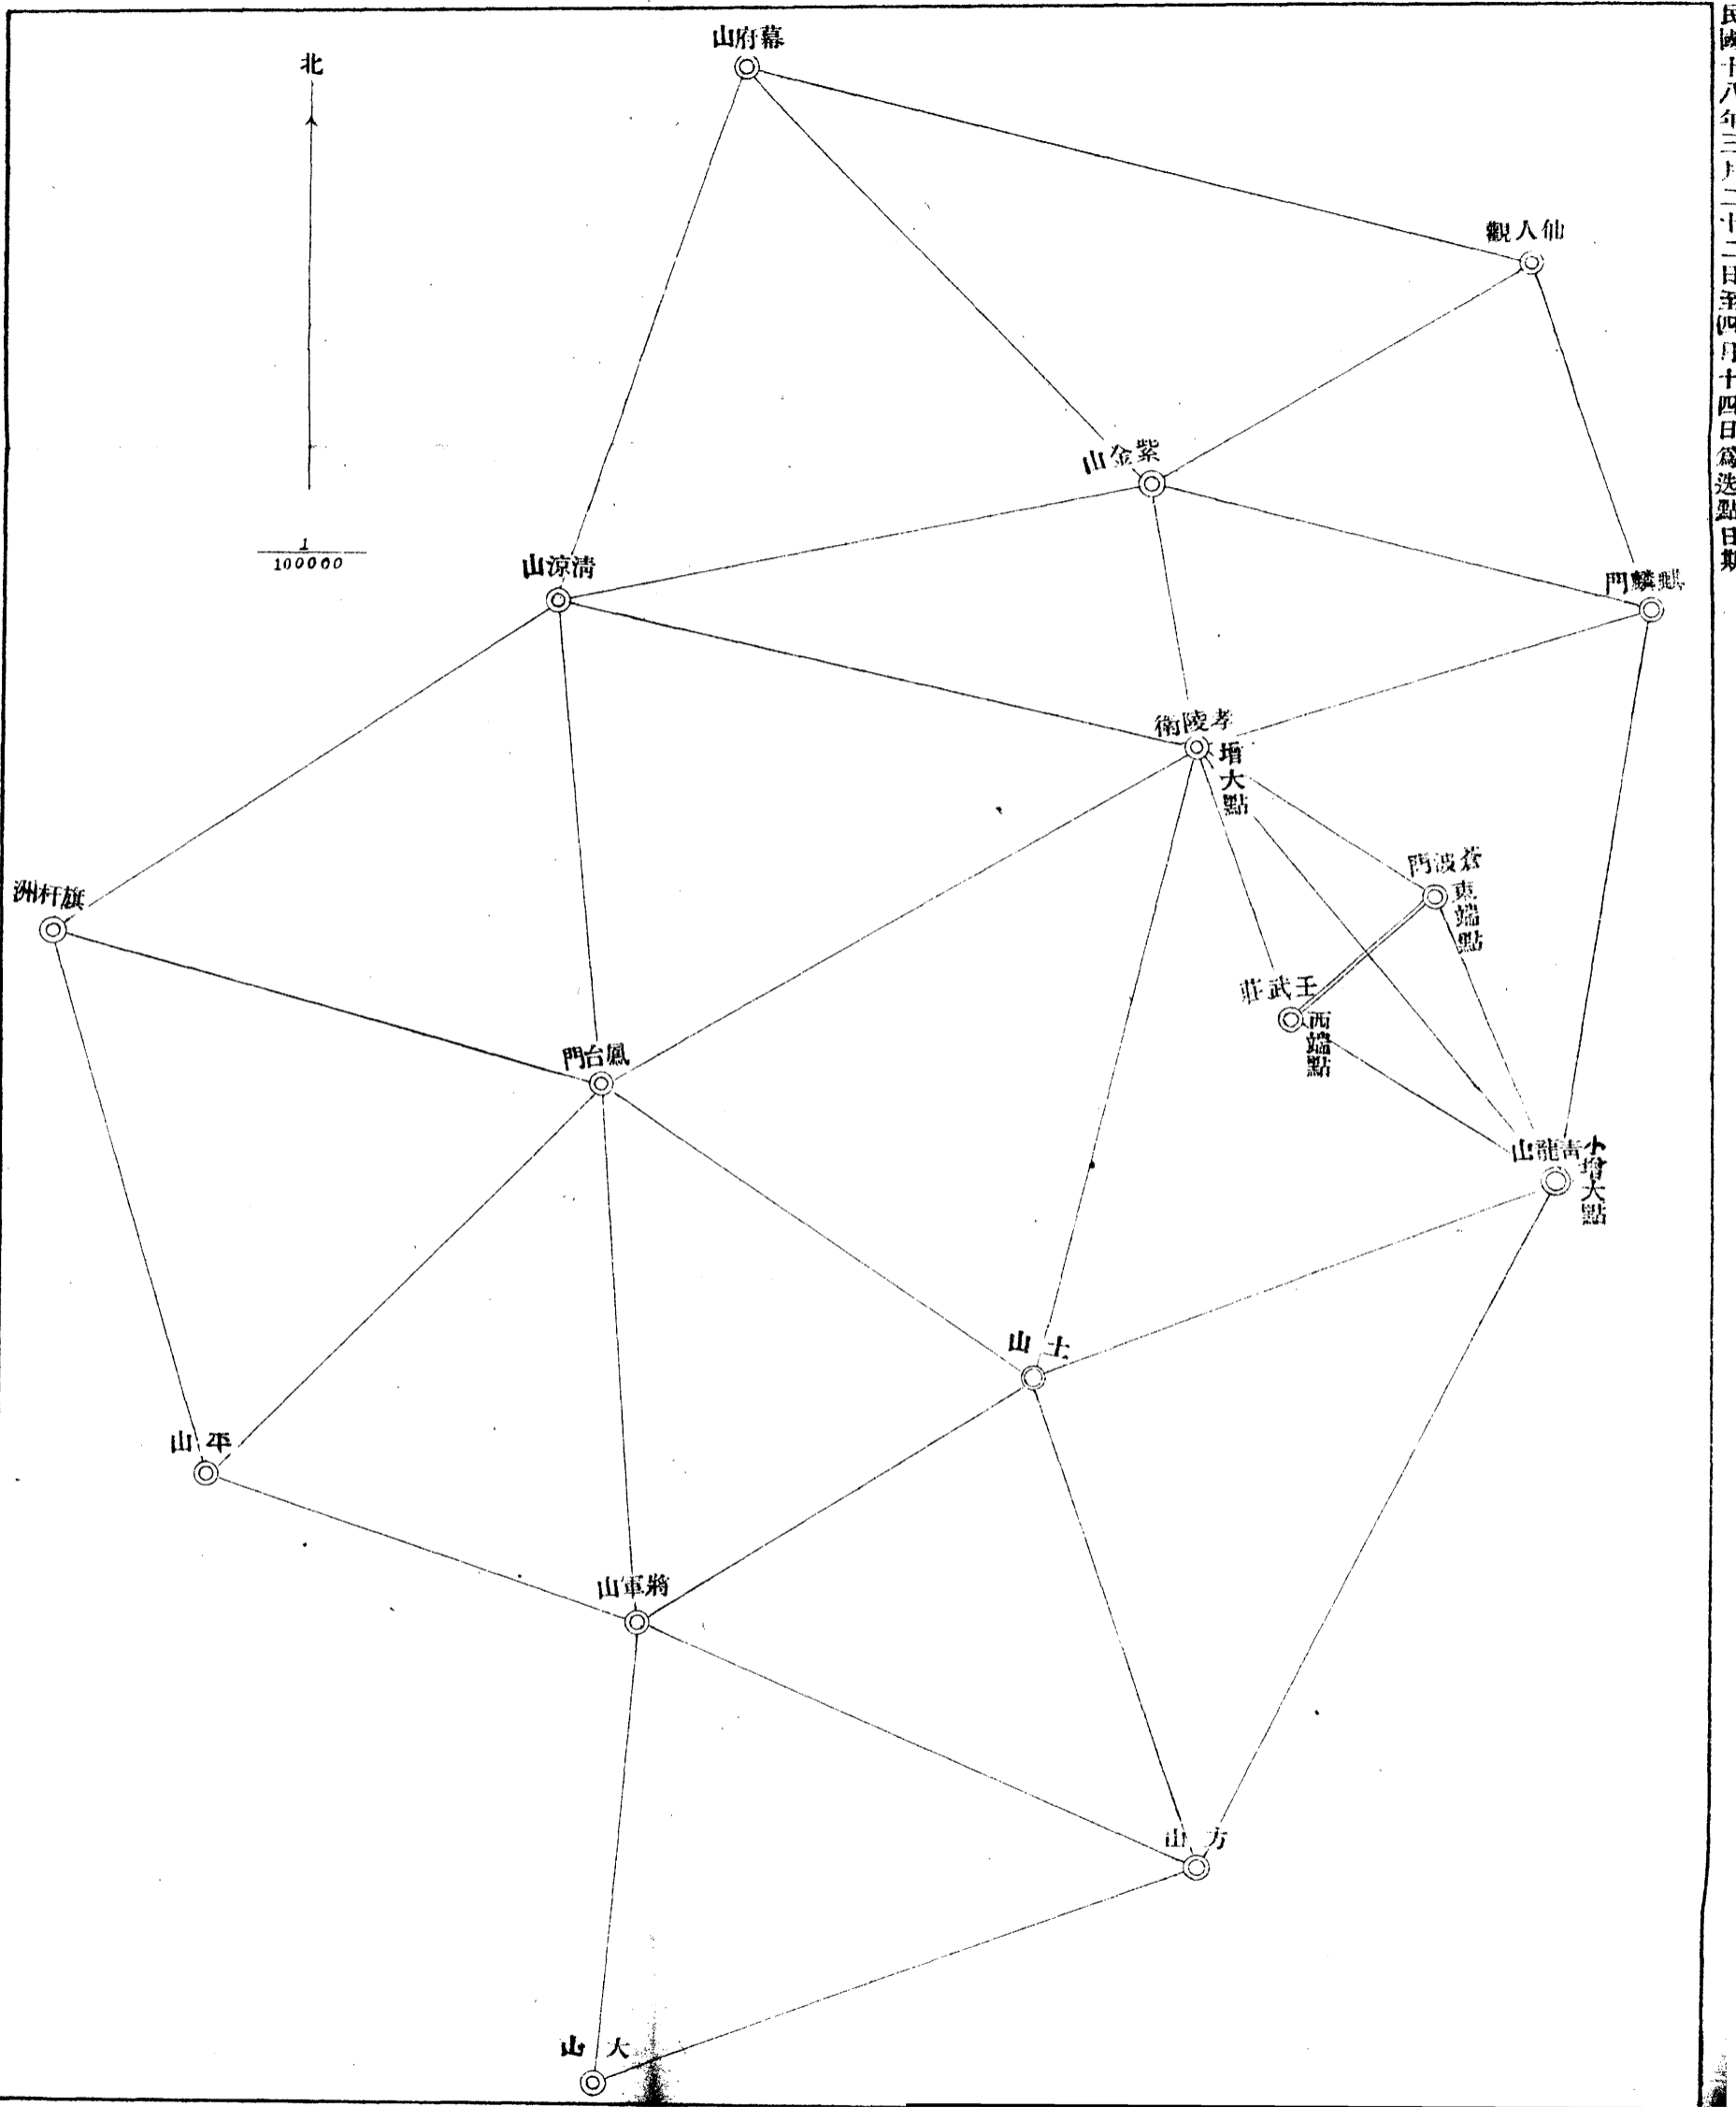 民國十八年三月二十二日至四月十四日爲选點日期
北
幕府山
仙人觀
紫金山
1
100000
清涼山
麒麟門
孝陵衛
增大點
蒼波門
東端點
旗杆洲
王武莊
西端點
鳳台門
青龍山
小增大點
土山
平山
將軍山
方山
大山